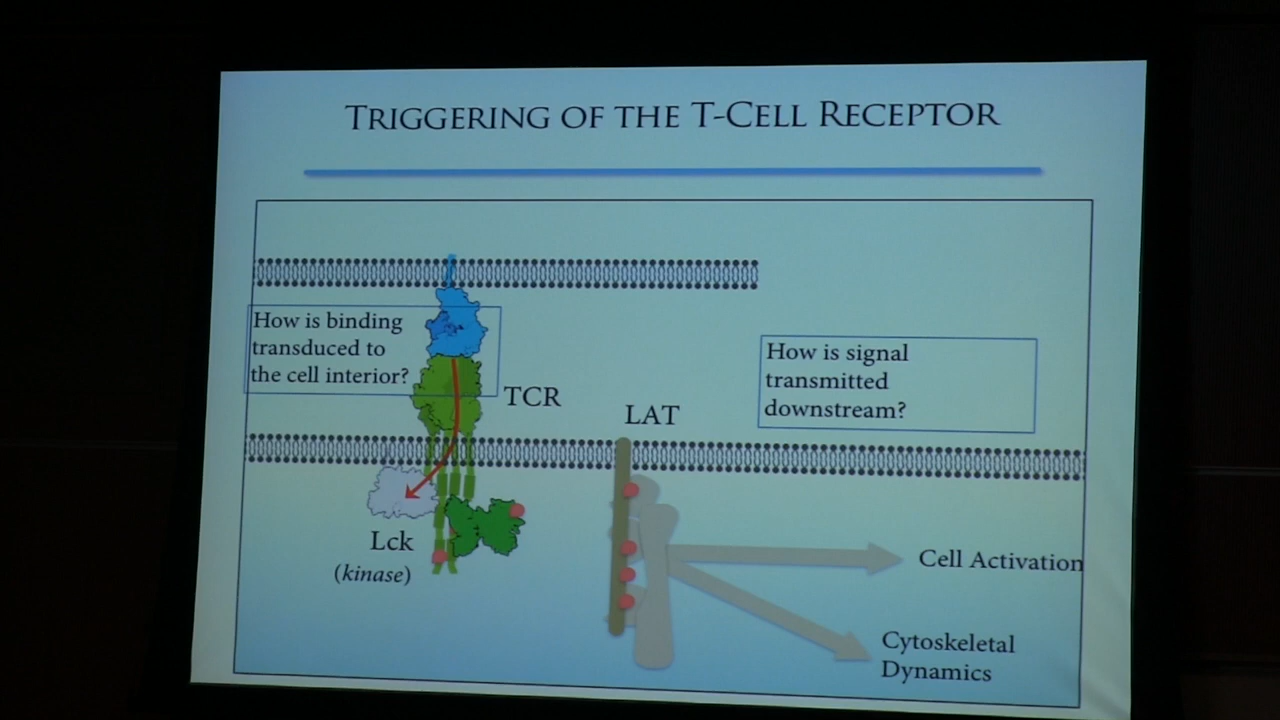 TRIGGERING OF THE T-CELL RECEPTOR
How is binding
transduced to
the cell interior?
TCR
LAT
How is signal
transmitted
downstream?
Lck
(kinase)
Cell Activation
Cytoskeletal
Dynamics